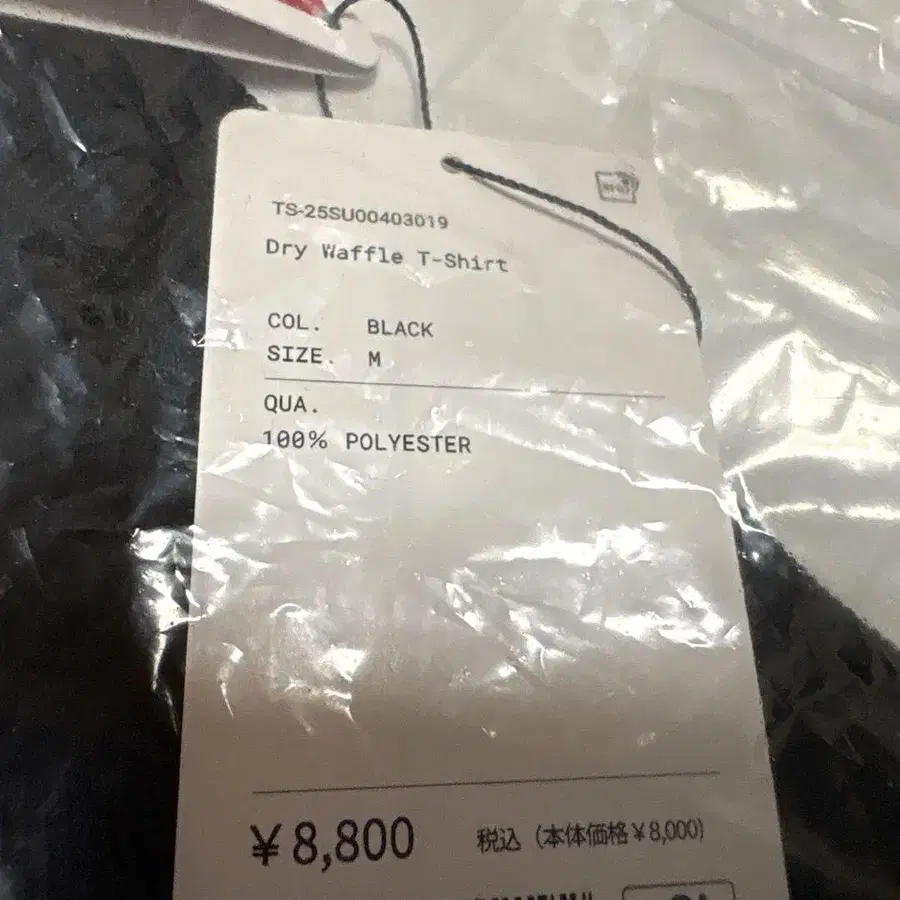 TS-25SU00403019
Dry Waffle T-Shirt
COL. BLACK
SIZE. M
QUA.
100% POLYESTER
¥8,800 税込 (本体価格¥8,000)